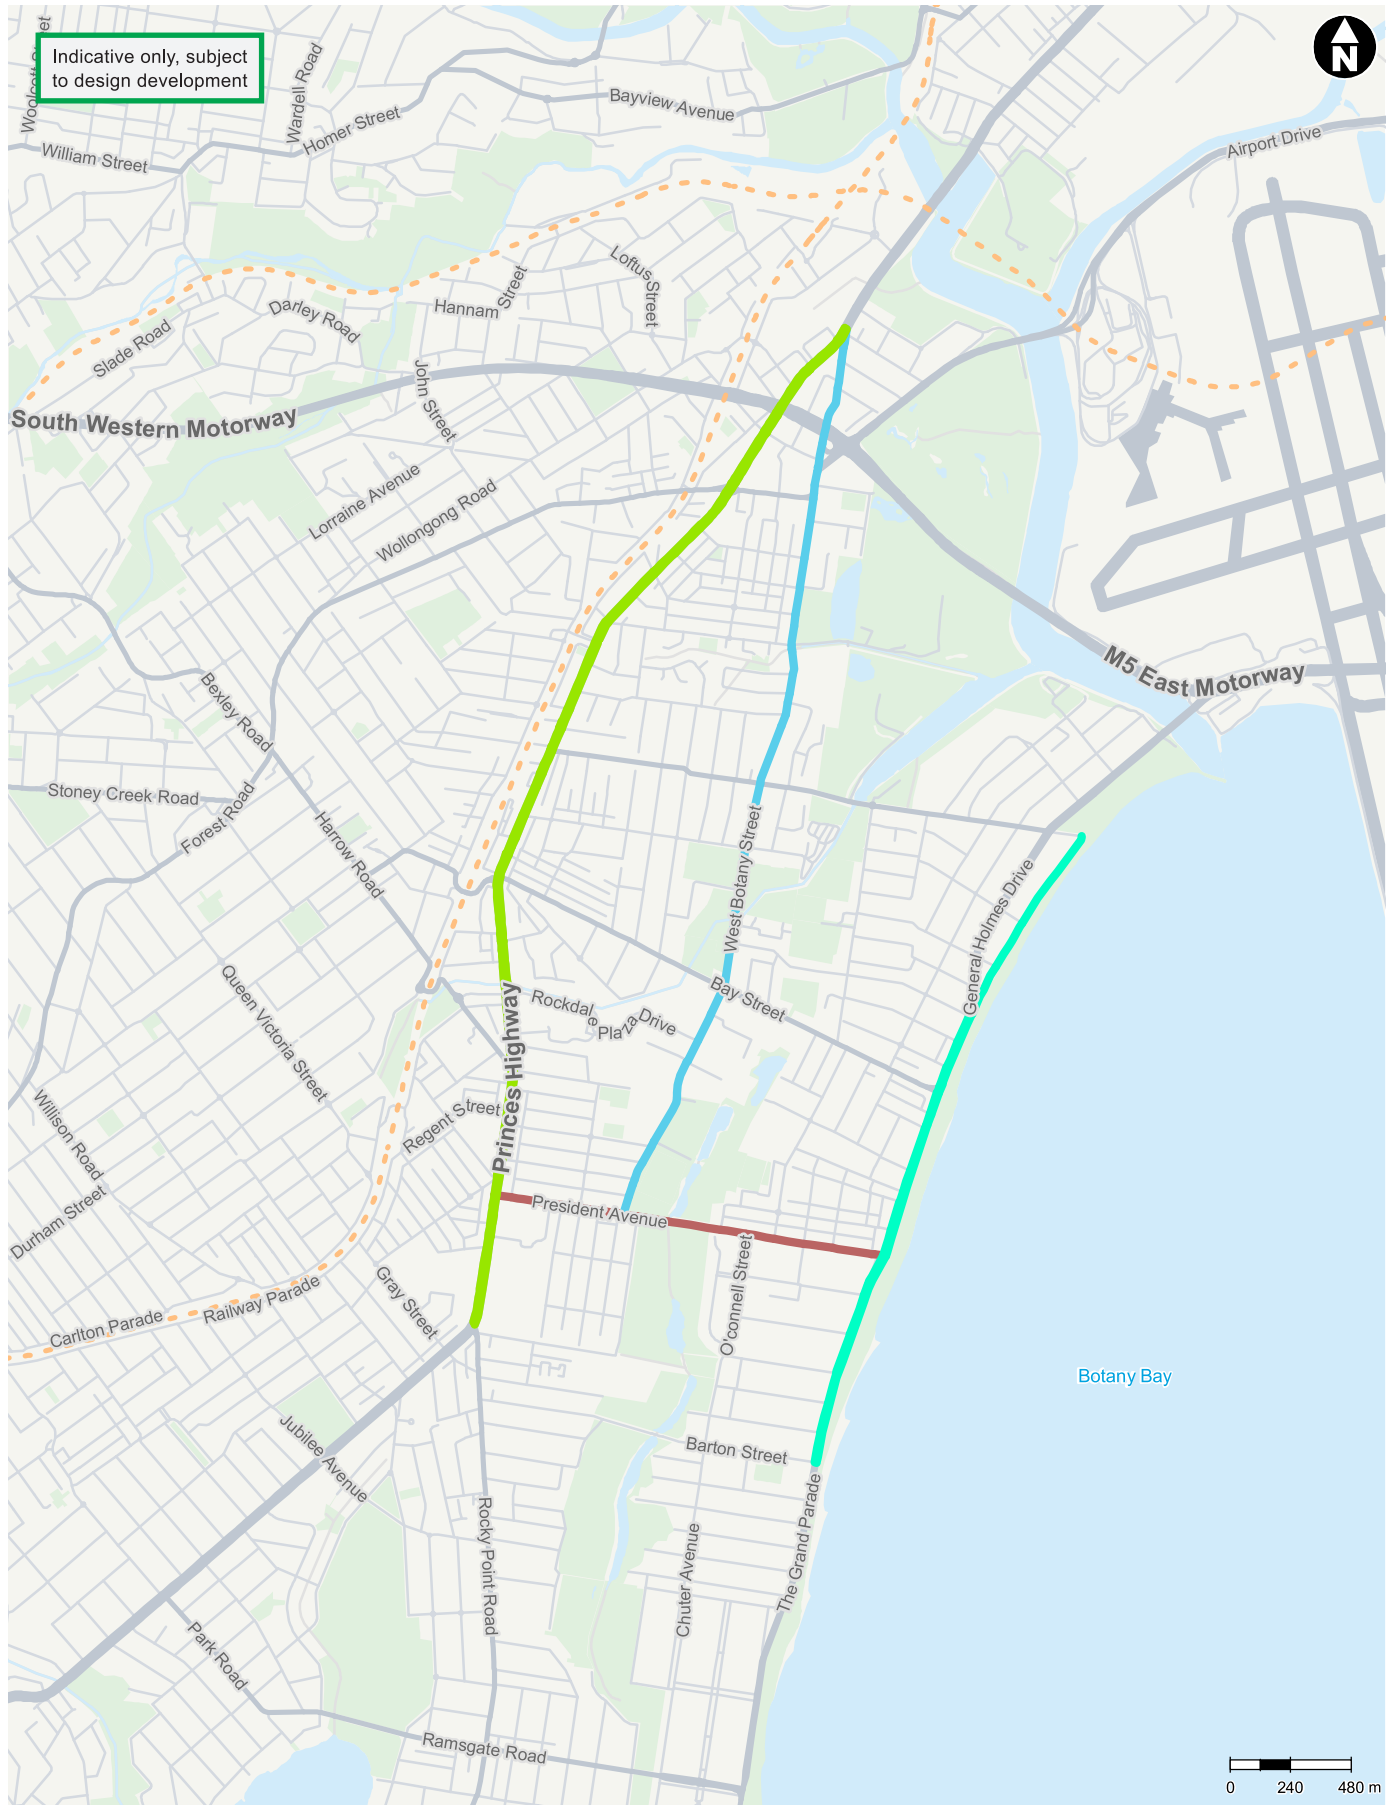 Indicative only, subject
to design development
N
Woolcott Street
Wardell Road
Homer Street
Bayview Avenue
William Street
Airport Drive
Loftus Street
Hannam Street
Darley Road
Slade Road
John Street
South Western Motorway
Lorraine Avenue
Wollongong Road
M5 East Motorway
Bexley Road
Stoney Creek Road
Forest Road
Harrow Road
West Botany Street
General Holmes Drive
Queen Victoria Street
Princes Highway
Rockdale Plaza Drive
Bay Street
Willison Road
Regent Street
Durham Street
President Avenue
Gray Street
Railway Parade
Carlton Parade
O'connell Street
Botany Bay
Jubilee Avenue
Barton Street
Rocky Point Road
Chuter Avenue
The Grand Parade
Park Road
Ramsgate Road
0 240 480 m